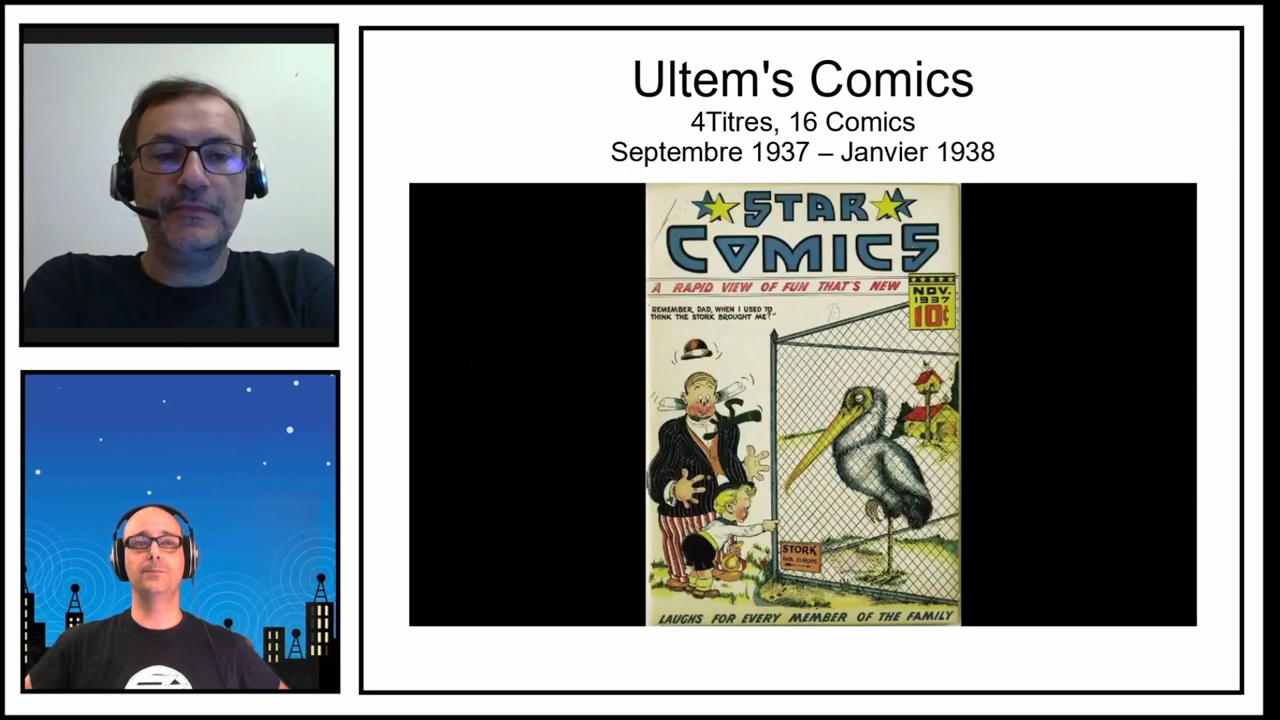 Ultem's Comics
4Titres, 16 Comics
Septembre 1937 – Janvier 1938
STAR
COMICS
A RAPID VIEW OF FUN THAT'S NEW
NOV.
1937
10¢
"REMEMBER, DAD, WHEN I USED TO
THINK THE STORK BROUGHT ME?"
STORK
HAB. EUROPE
LAUGHS FOR EVERY MEMBER OF THE FAMILY